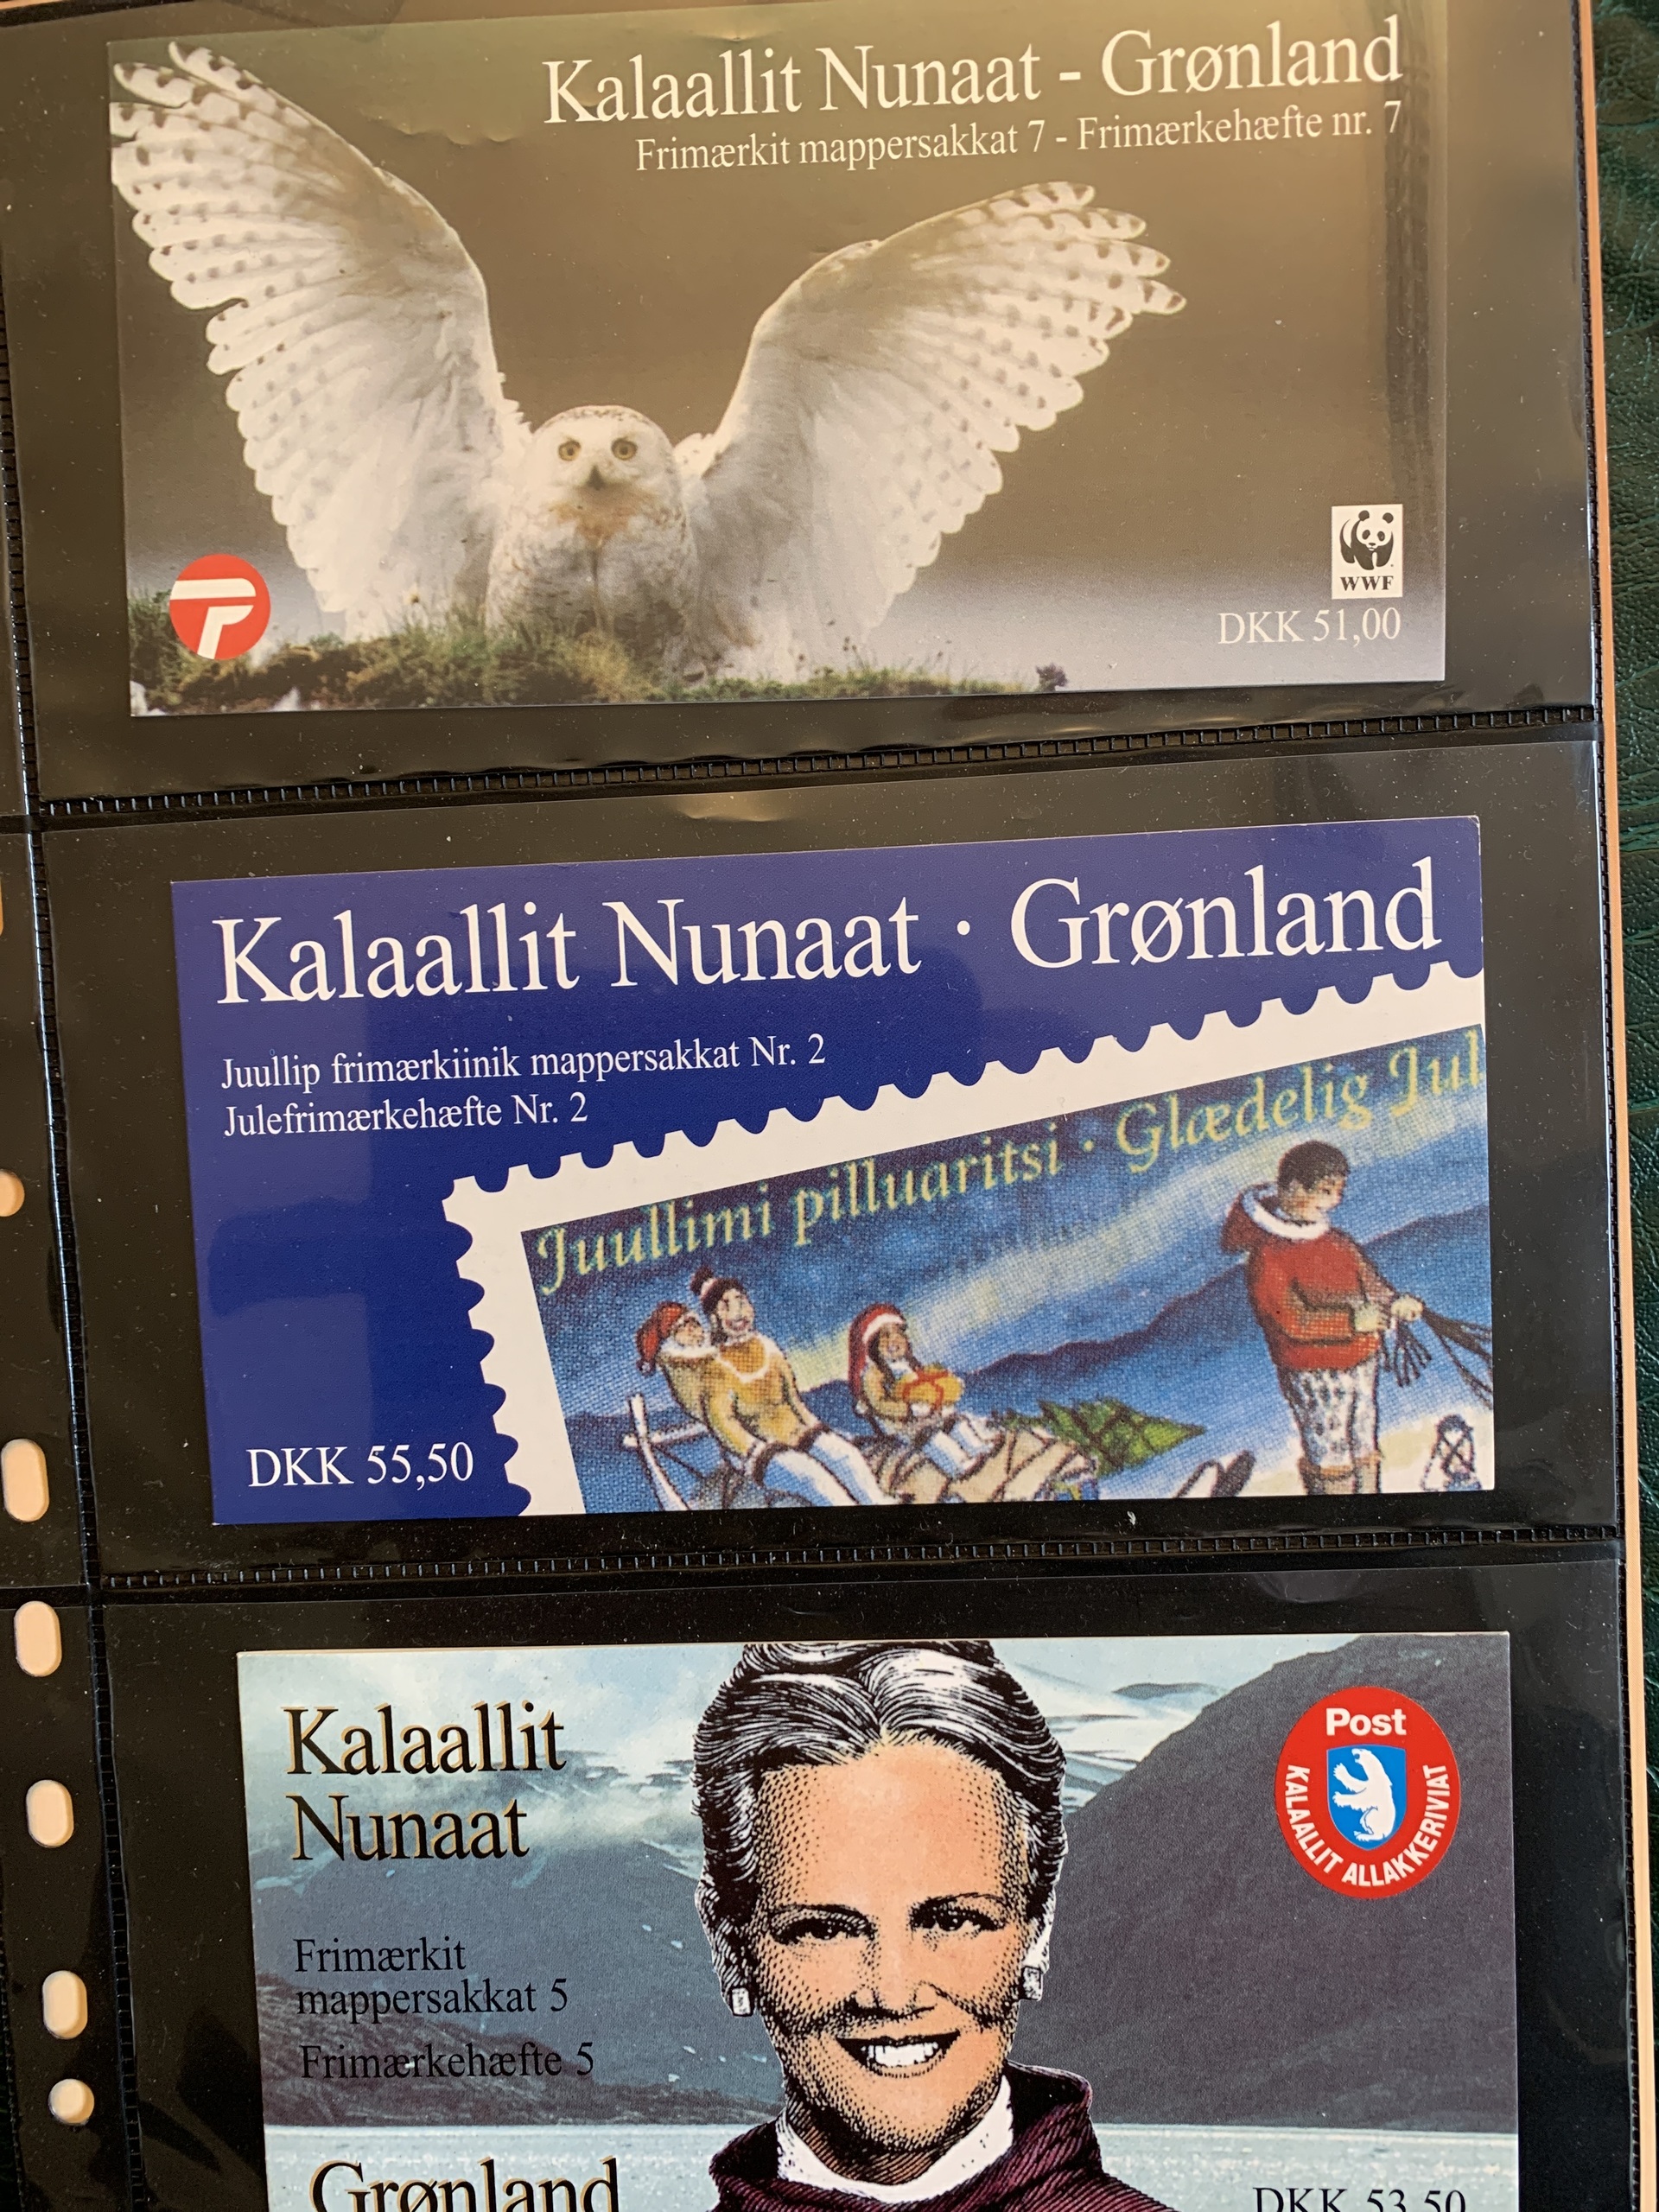 Kalaallit Nunaat - Grønland
Frimærkit mappersakkat 7 - Frimærkehæfte nr. 7
WWF
DKK 51,00
Kalaallit Nunaat · Grønland
Juullip frimærkiinik mappersakkat Nr. 2
Julefrimærkehæfte Nr. 2
Juullimi pilluaritsi · Glædelig Jul
DKK 55,50
Kalaallit
Nunaat
Post
KALAALLIT ALLAKKERIVIAT
Frimærkit
mappersakkat 5
Frimærkehæfte 5
Grønland
DKK 53,50